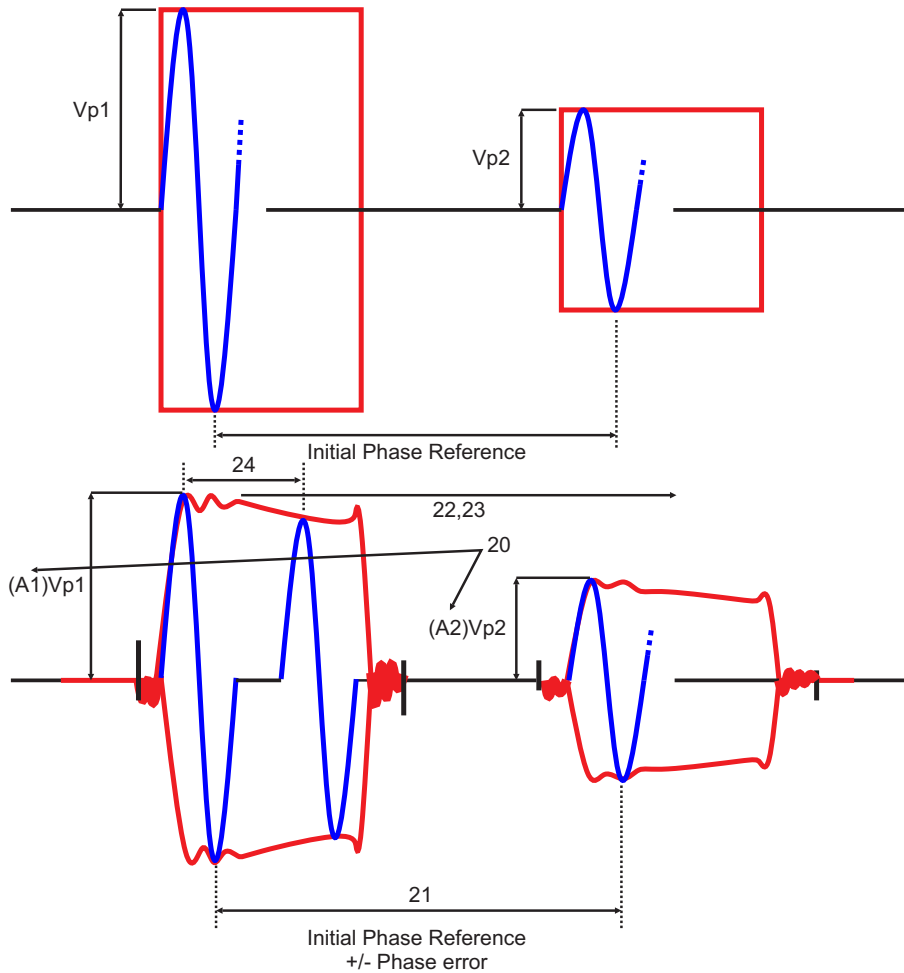 Vp1
Vp2
Initial Phase Reference
24
22,23
20
(A1)Vp1
(A2)Vp2
21
Initial Phase Reference
+/- Phase error